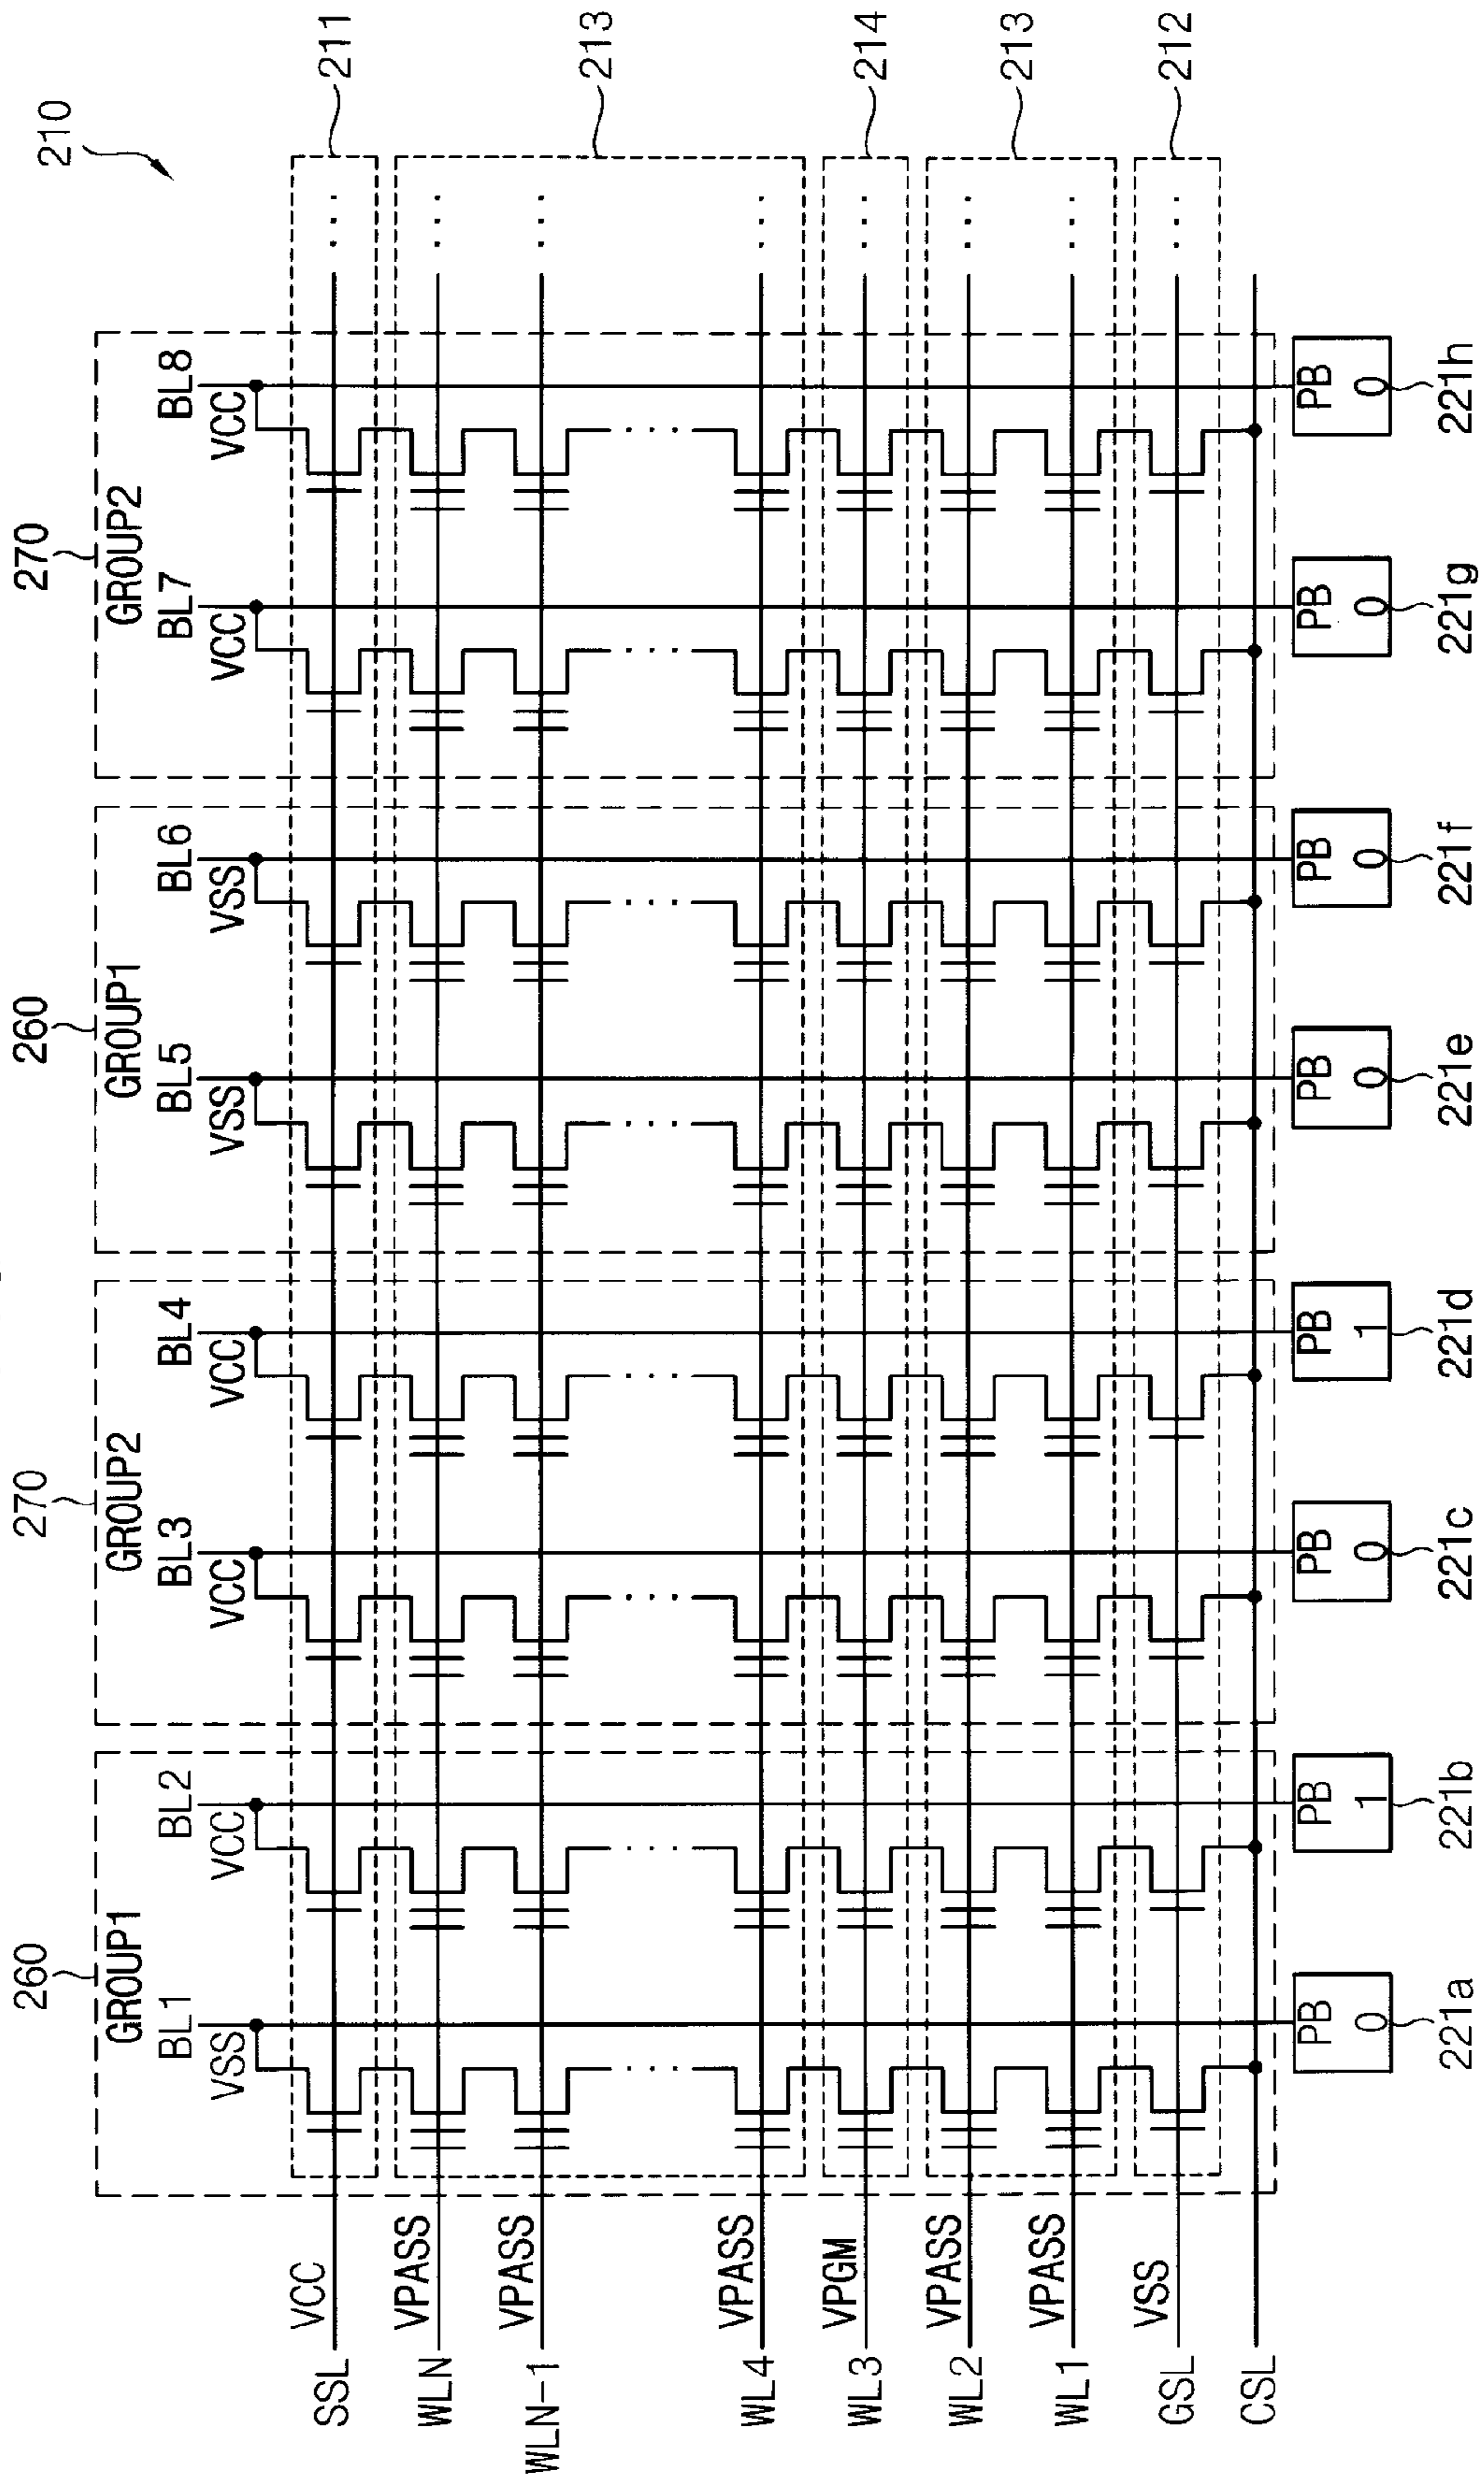 210
260 270 260 270
GROUP1 GROUP2 GROUP1 GROUP2
BL1 BL2 BL3 BL4 BL5 BL6 BL7 BL8
VSS VCC VCC VCC VSS VSS VCC VCC
SSL VCC 211
WLN VPASS
WLN-1 VPASS 213
WL4 VPASS
WL3 VPGM 214
WL2 VPASS
WL1 VPASS 213
GSL VSS 212
CSL
PB PB PB PB PB PB PB PB
0 1 0 1 0 0 0 0
221a 221b 221c 221d 221e 221f 221g 221h